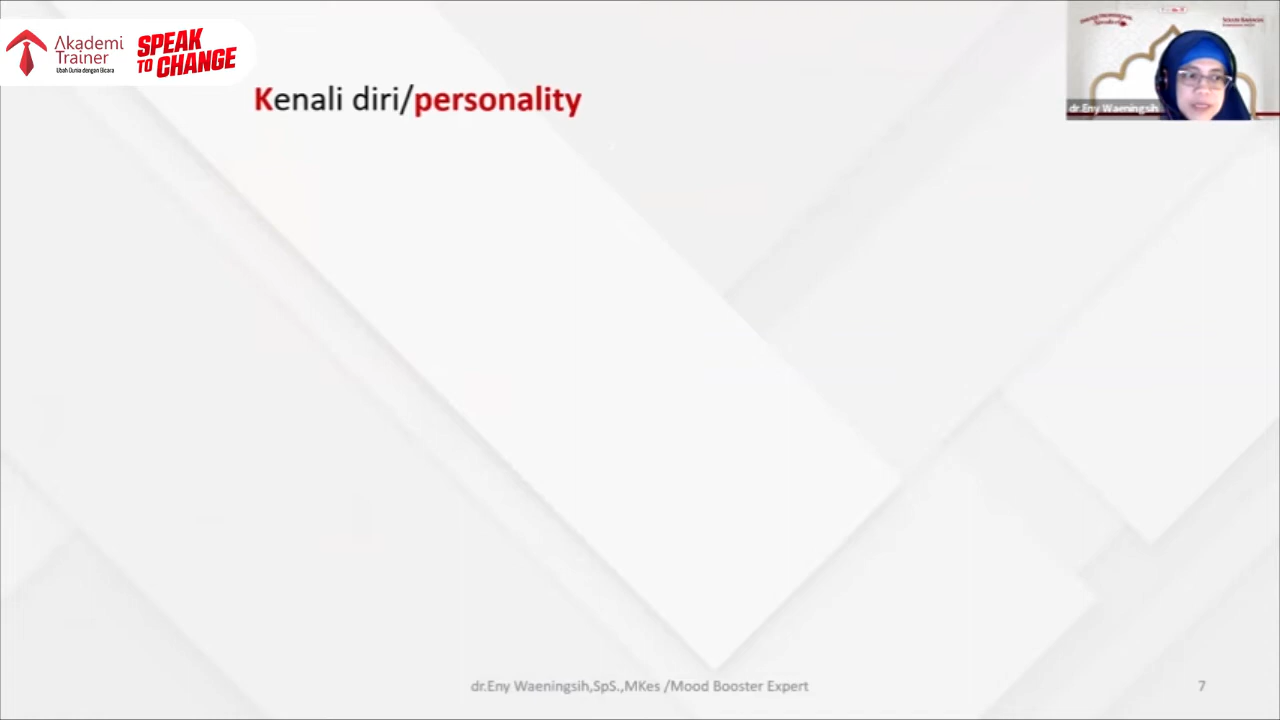 Akademi
Trainer
Ubah Dunia dengan Bicara
SPEAK
TO CHANGE
Kenali diri/personality
dr.Eny Waeningsih
dr.Eny Waeningsih,SpS.,MKes /Mood Booster Expert
7